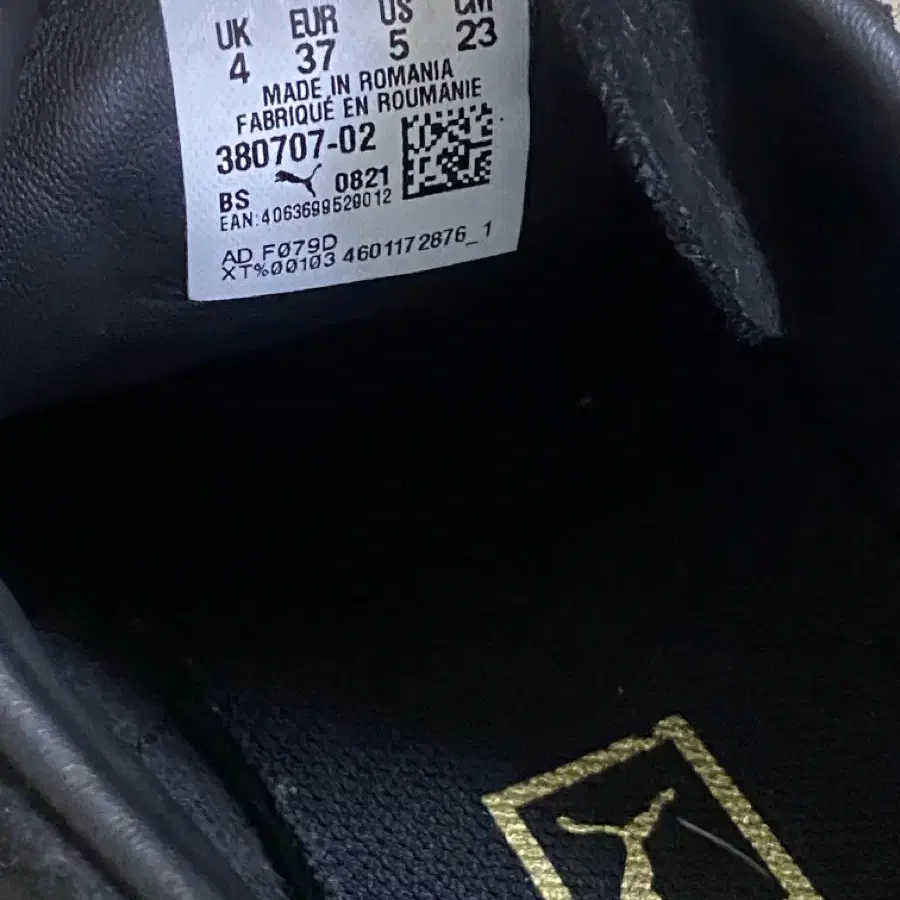 UK EUR US CM
4 37 5 23
MADE IN ROMANIA
FABRIQUÉ EN ROUMANIE
380707-02
BS 0821
EAN:4063699529012
AD FØ79D
XT%00103 4601172876_1